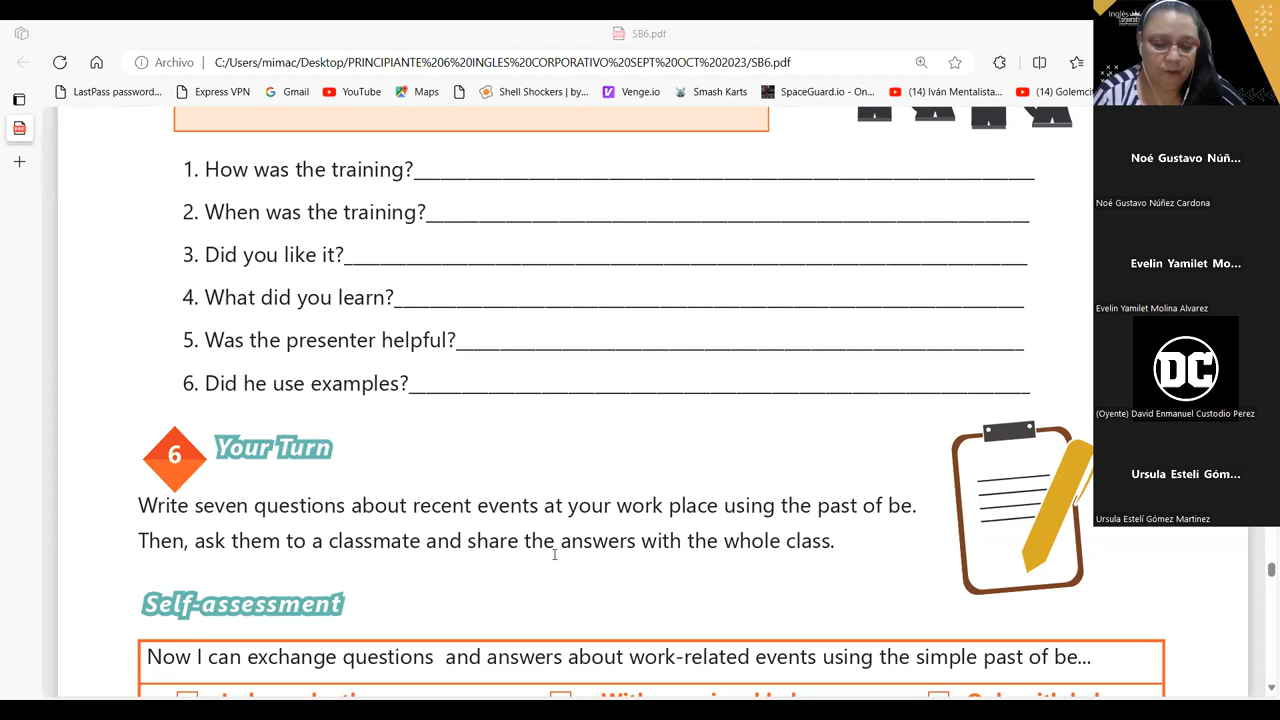 SB6.pdf
Archivo C:/Users/mimac/Desktop/PRINCIPIANTE%206%20INGLES%20CORPORATIVO%20SEPT%20OCT%202023/SB6.pdf
LastPass password... Express VPN Gmail YouTube Maps Shell Shockers | by... Venge.io Smash Karts SpaceGuard.io - On... (14) Iván Mentalista... (14) Golemcit
1. How was the training?
2. When was the training?
3. Did you like it?
4. What did you learn?
5. Was the presenter helpful?
6. Did he use examples?
6 Your Turn
Write seven questions about recent events at your work place using the past of be.
Then, ask them to a classmate and share the answers with the whole class.
Self-assessment
Now I can exchange questions and answers about work-related events using the simple past of be...
Inglés
Corporativo
Noé Gustavo Núñ...
Noé Gustavo Núñez Cardona
Evelin Yamilet Mo...
Evelin Yamilet Molina Alvarez
DC
(Oyente) David Enmanuel Custodio Perez
Ursula Estelí Góm...
Ursula Estelí Gómez Martinez